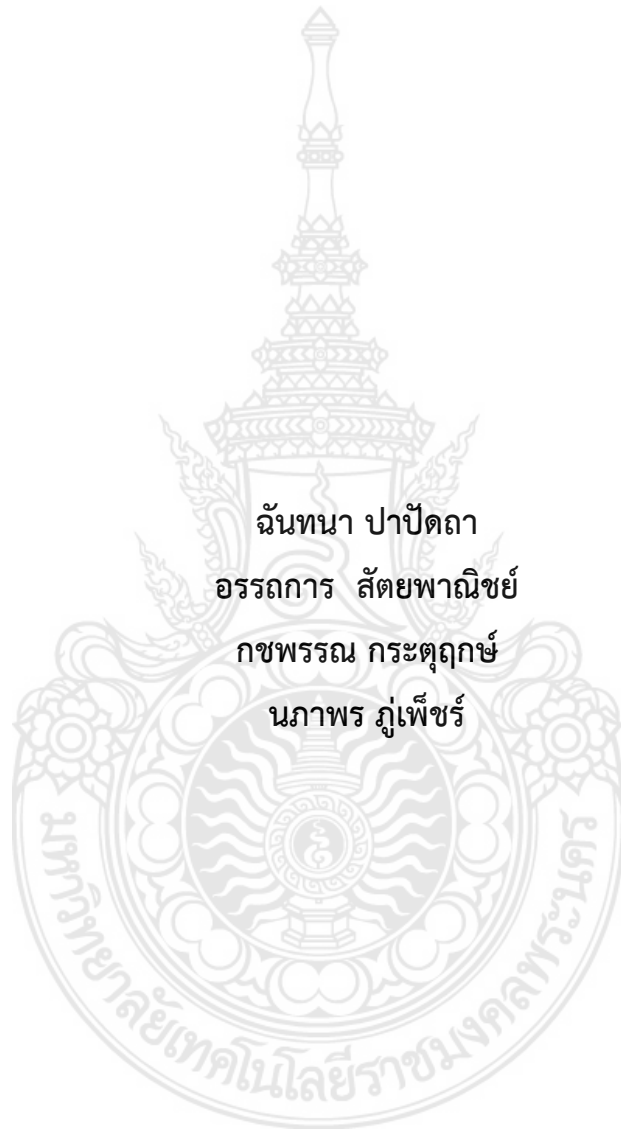 ฉันทนา ปาปัดถา
อรรถการ สัตยพาณิชย์
กชพรรณ กระตุฤกษ์
นภาพร ภู่เพ็ชร์
มหาวิทยาลัยเทคโนโลยีราชมงคลพระนคร